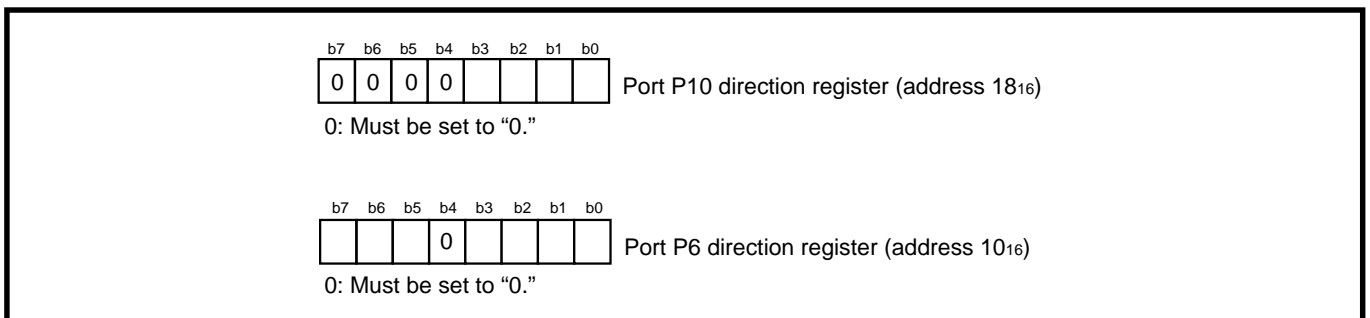 b7 b6 b5 b4 b3 b2 b1 b0
0 0 0 0 Port P10 direction register (address 18₁₆)
0: Must be set to “0.”
b7 b6 b5 b4 b3 b2 b1 b0
0 Port P6 direction register (address 10₁₆)
0: Must be set to “0.”